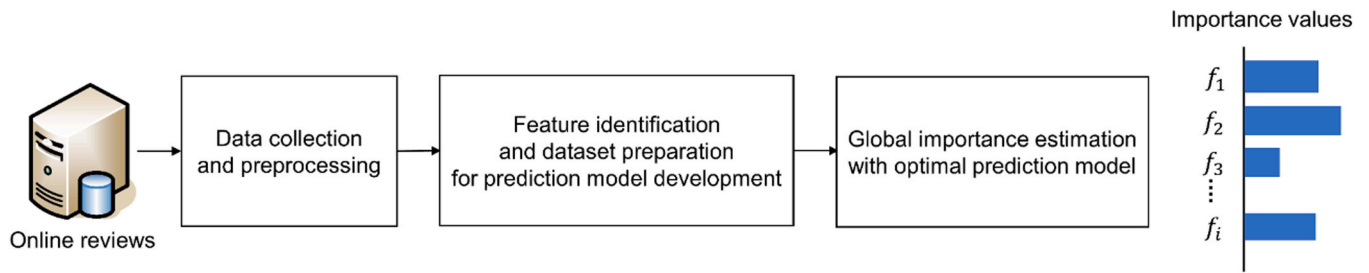 Online reviews
Data collection
and preprocessing
Feature identification
and dataset preparation
for prediction model development
Global importance estimation
with optimal prediction model
Importance values
f₁
f₂
f₃
⋮
fᵢ